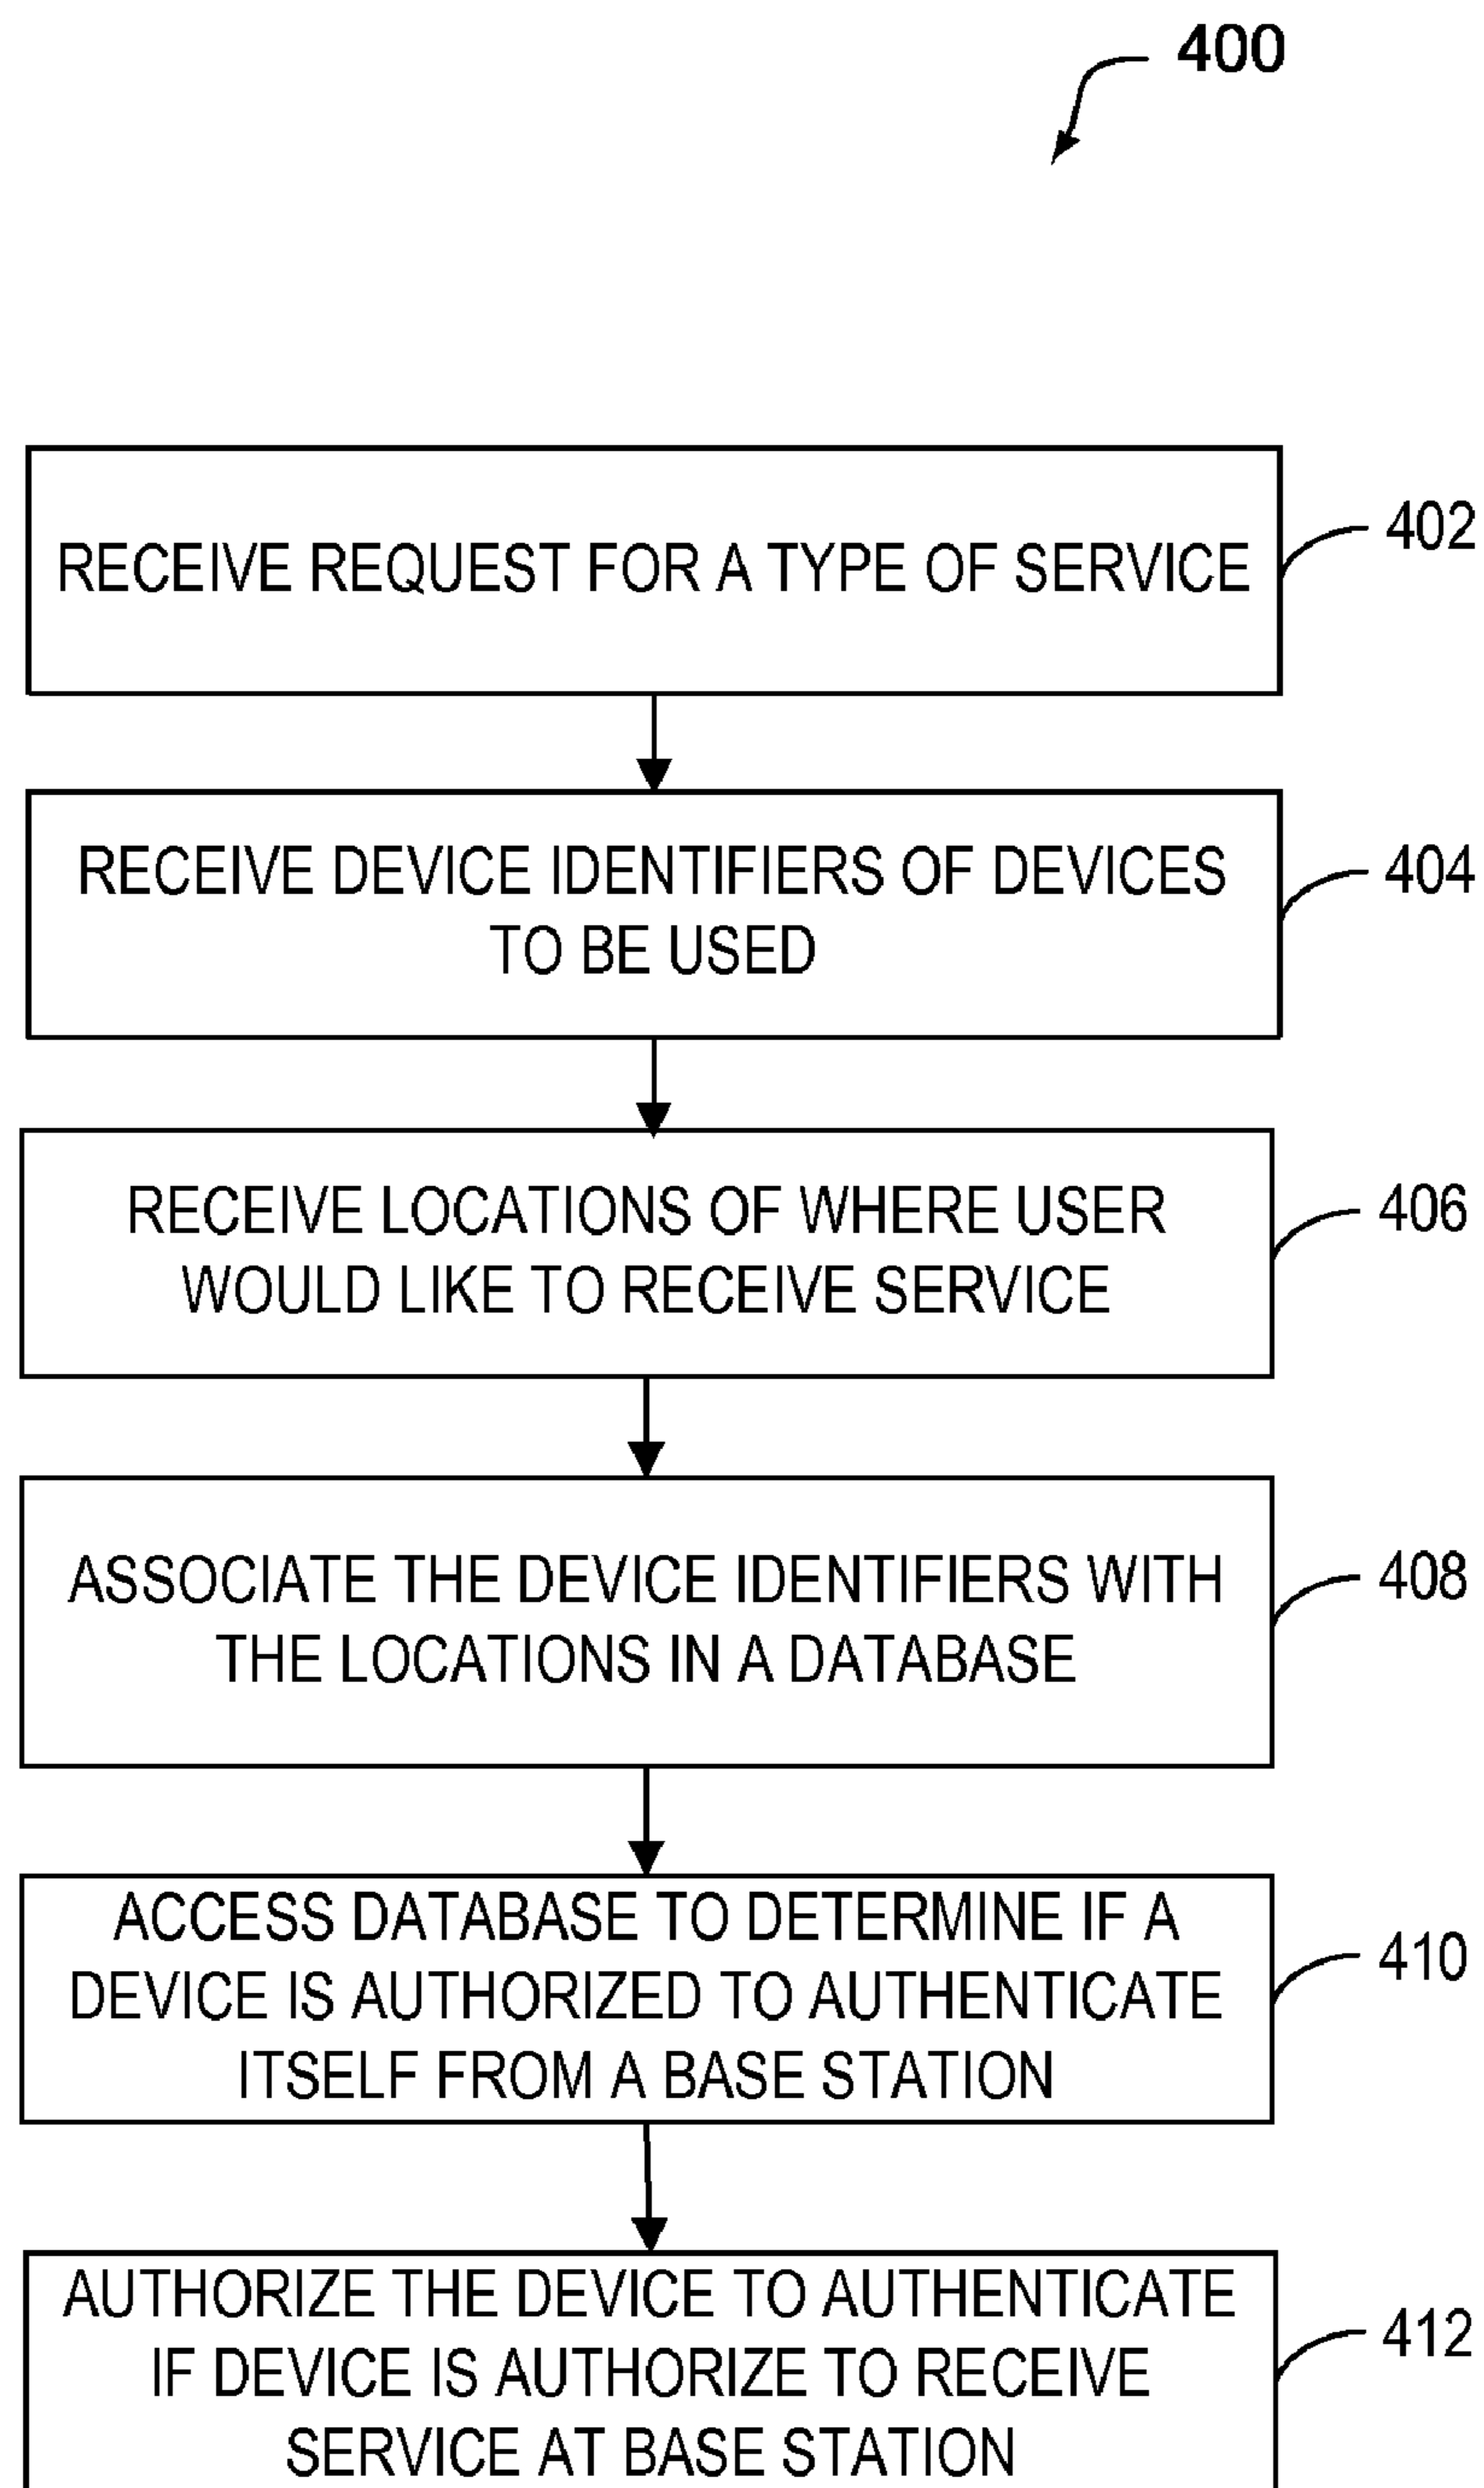 400
RECEIVE REQUEST FOR A TYPE OF SERVICE
402
RECEIVE DEVICE IDENTIFIERS OF DEVICES
TO BE USED
404
RECEIVE LOCATIONS OF WHERE USER
WOULD LIKE TO RECEIVE SERVICE
406
ASSOCIATE THE DEVICE IDENTIFIERS WITH
THE LOCATIONS IN A DATABASE
408
ACCESS DATABASE TO DETERMINE IF A
DEVICE IS AUTHORIZED TO AUTHENTICATE
ITSELF FROM A BASE STATION
410
AUTHORIZE THE DEVICE TO AUTHENTICATE
IF DEVICE IS AUTHORIZE TO RECEIVE
SERVICE AT BASE STATION
412